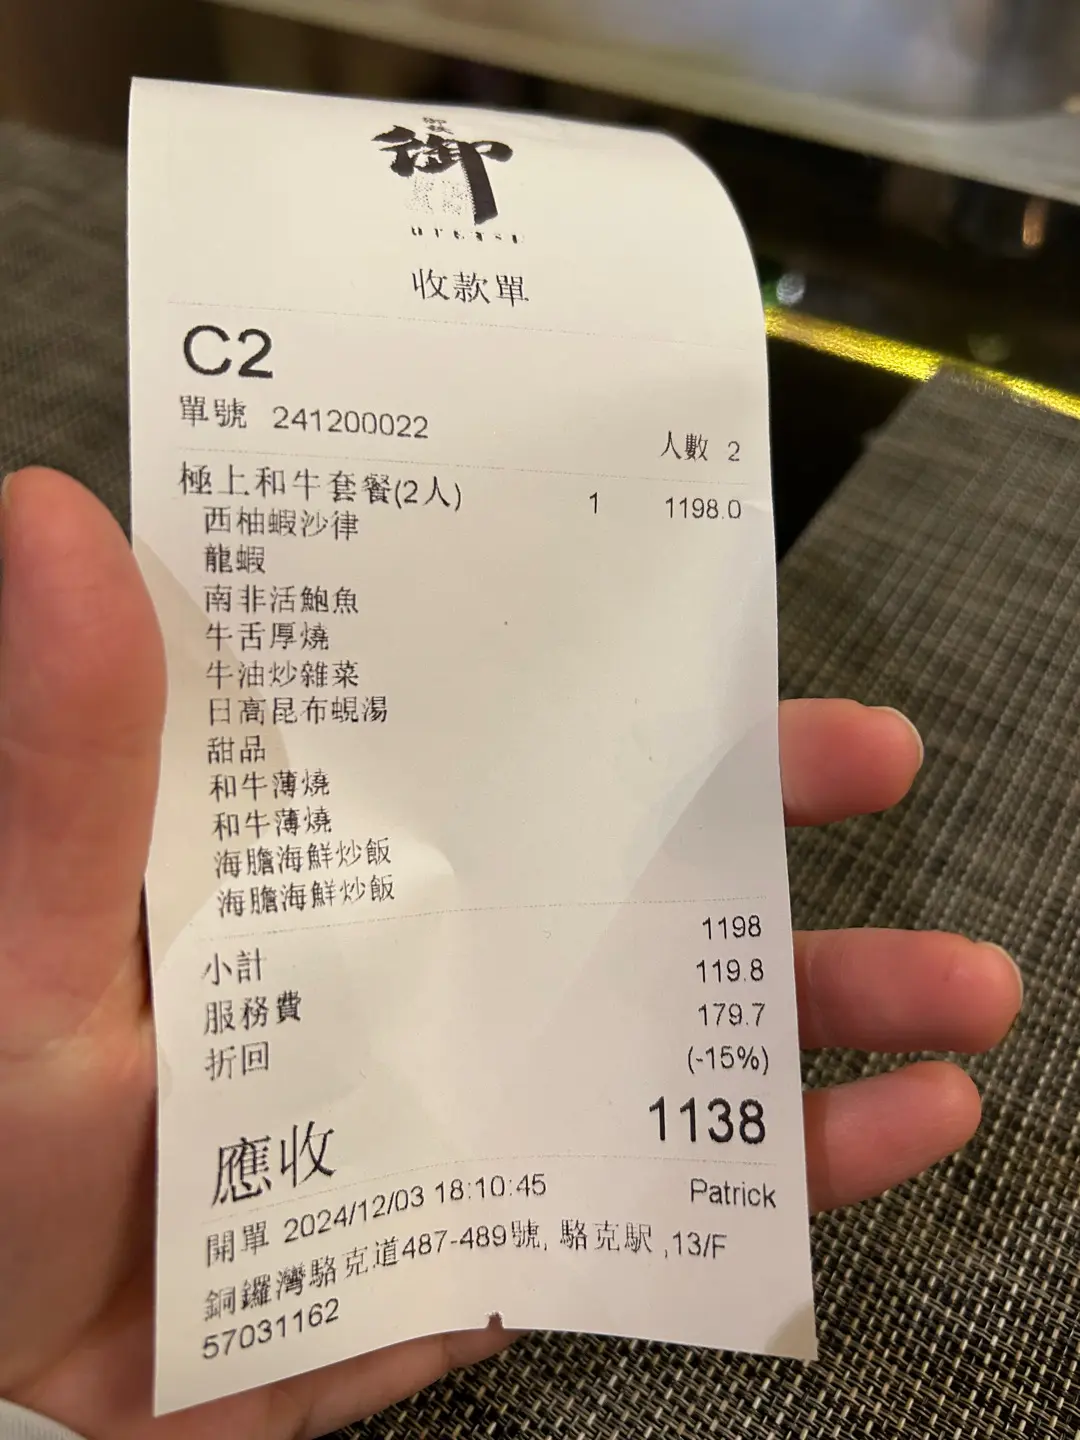 御
收款單
C2
單號 241200022
人數 2
極上和牛套餐(2人) 1 1198.0
西柚蝦沙律
龍蝦
南非活鮑魚
牛舌厚燒
牛油炒雜菜
日高昆布蜆湯
甜品
和牛薄燒
和牛薄燒
海膽海鮮炒飯
海膽海鮮炒飯
小計 1198
服務費 119.8
折回 179.7
(-15%)
應收 1138
開單 2024/12/03 18:10:45 Patrick
銅鑼灣駱克道487-489號, 駱克駅 ,13/F
57031162